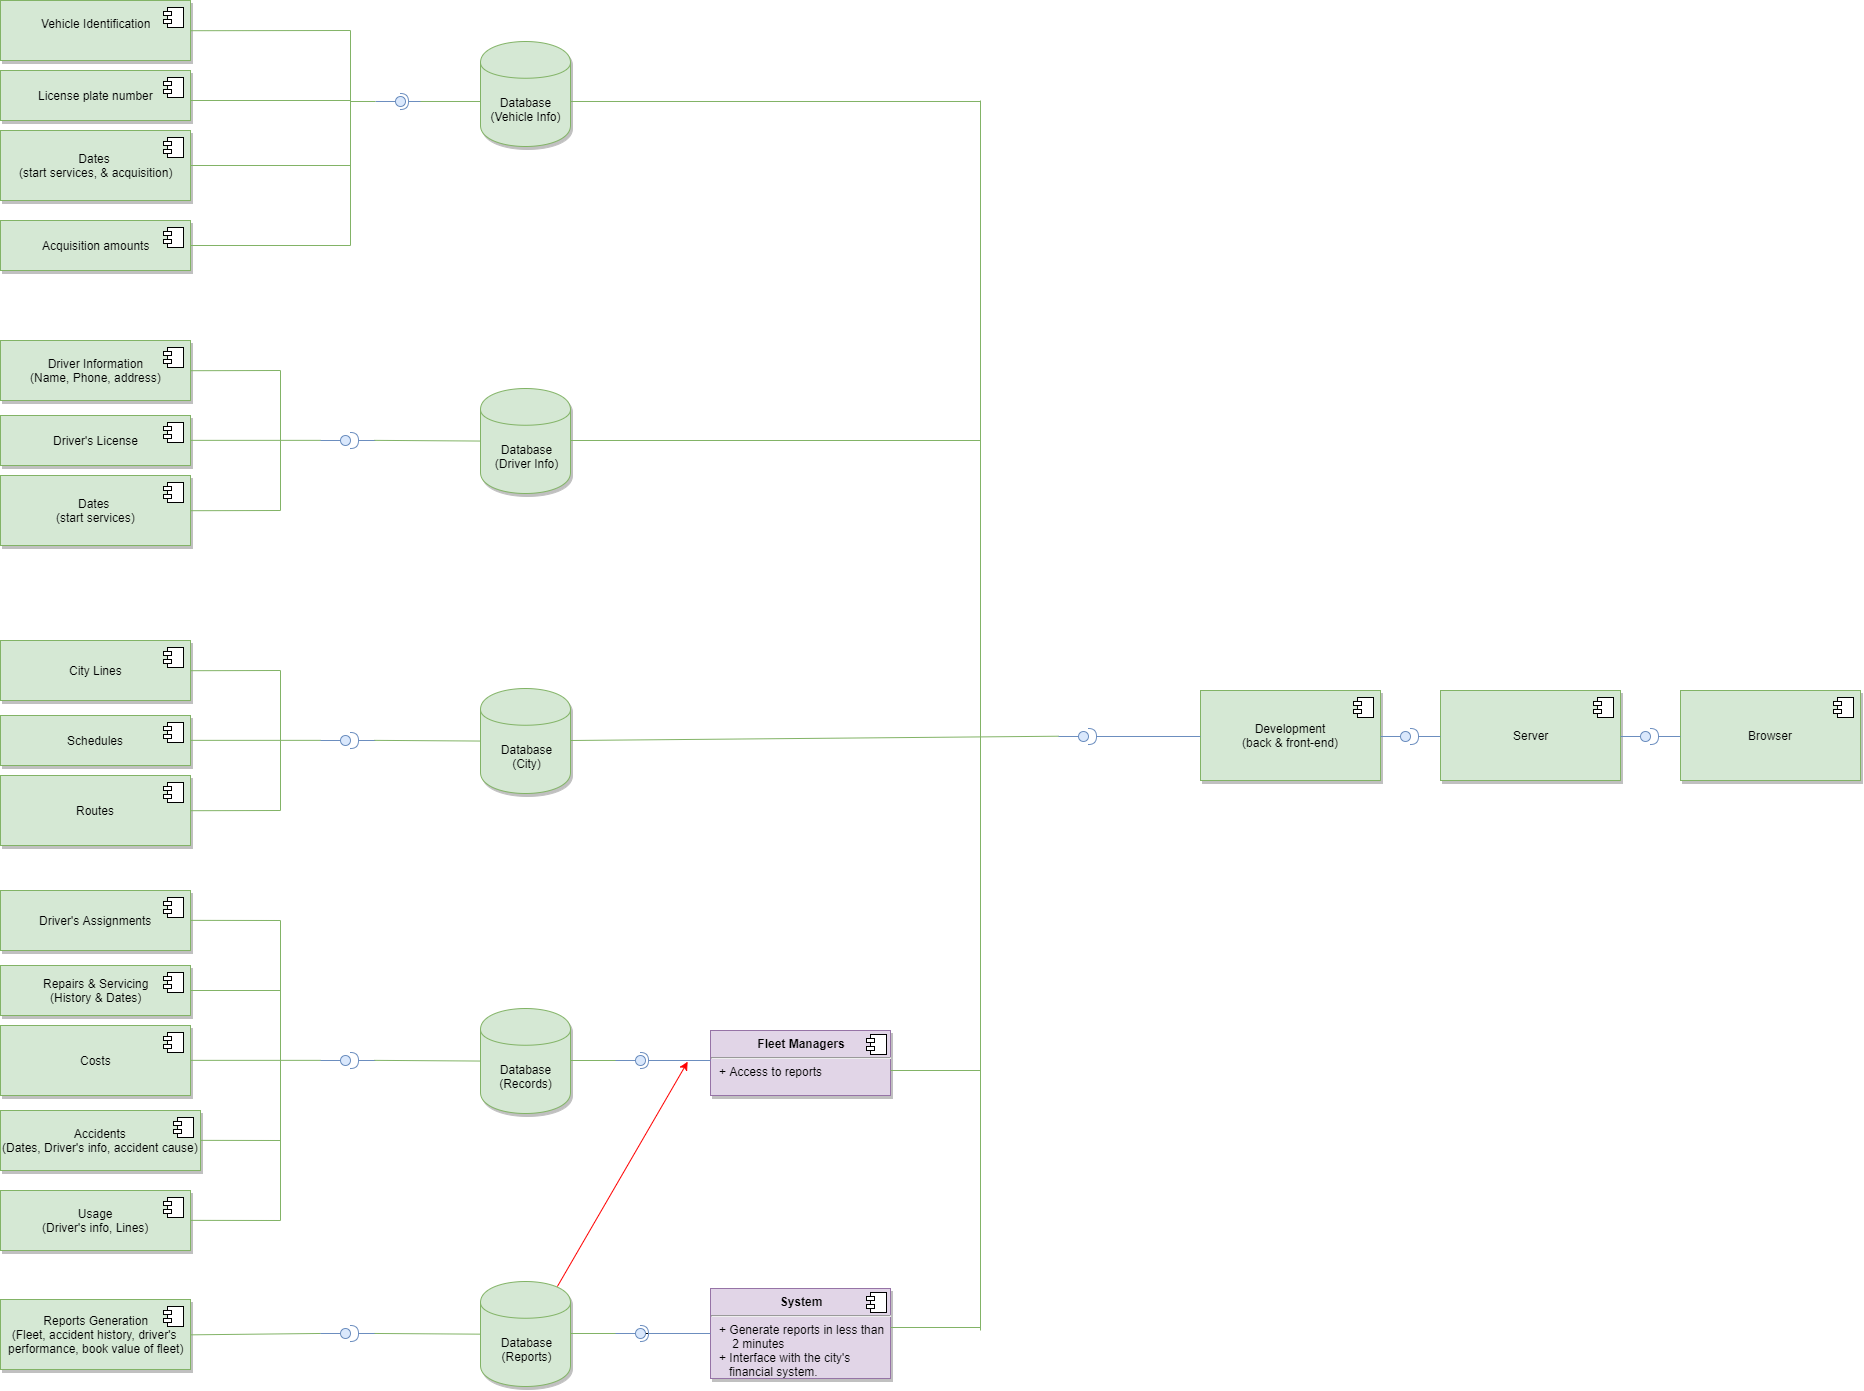 Vehicle Identification
License plate number
Dates
(start services, & acquisition)
Acquisition amounts
Database
(Vehicle Info)
Driver Information
(Name, Phone, address)
Driver's License
Dates
(start services)
Database
(Driver Info)
City Lines
Schedules
Routes
Database
(City)
Development
(back & front-end)
Server
Browser
Driver's Assignments
Repairs & Servicing
(History & Dates)
Costs
Accidents
(Dates, Driver's info, accident cause)
Usage
(Driver's info, Lines)
Database
(Records)
Fleet Managers
+ Access to reports
Reports Generation
(Fleet, accident history, driver's
performance, book value of fleet)
Database
(Reports)
System
+ Generate reports in less than
2 minutes
+ Interface with the city's
financial system.